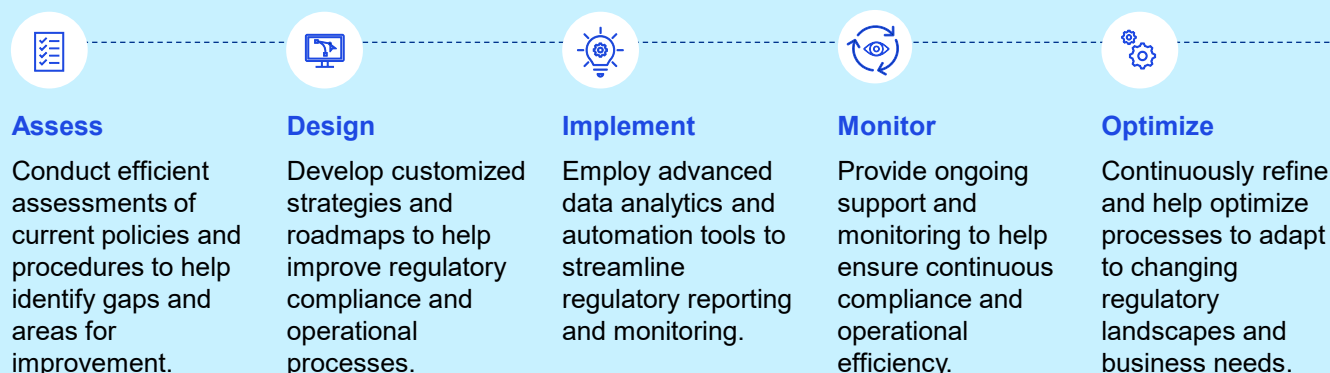 Assess
Conduct efficient
assessments of
current policies and
procedures to help
identify gaps and
areas for
improvement.
Design
Develop customized
strategies and
roadmaps to help
improve regulatory
compliance and
operational
processes.
Implement
Employ advanced
data analytics and
automation tools to
streamline
regulatory reporting
and monitoring.
Monitor
Provide ongoing
support and
monitoring to help
ensure continuous
compliance and
operational
efficiency.
Optimize
Continuously refine
and help optimize
processes to adapt
to changing
regulatory
landscapes and
business needs.